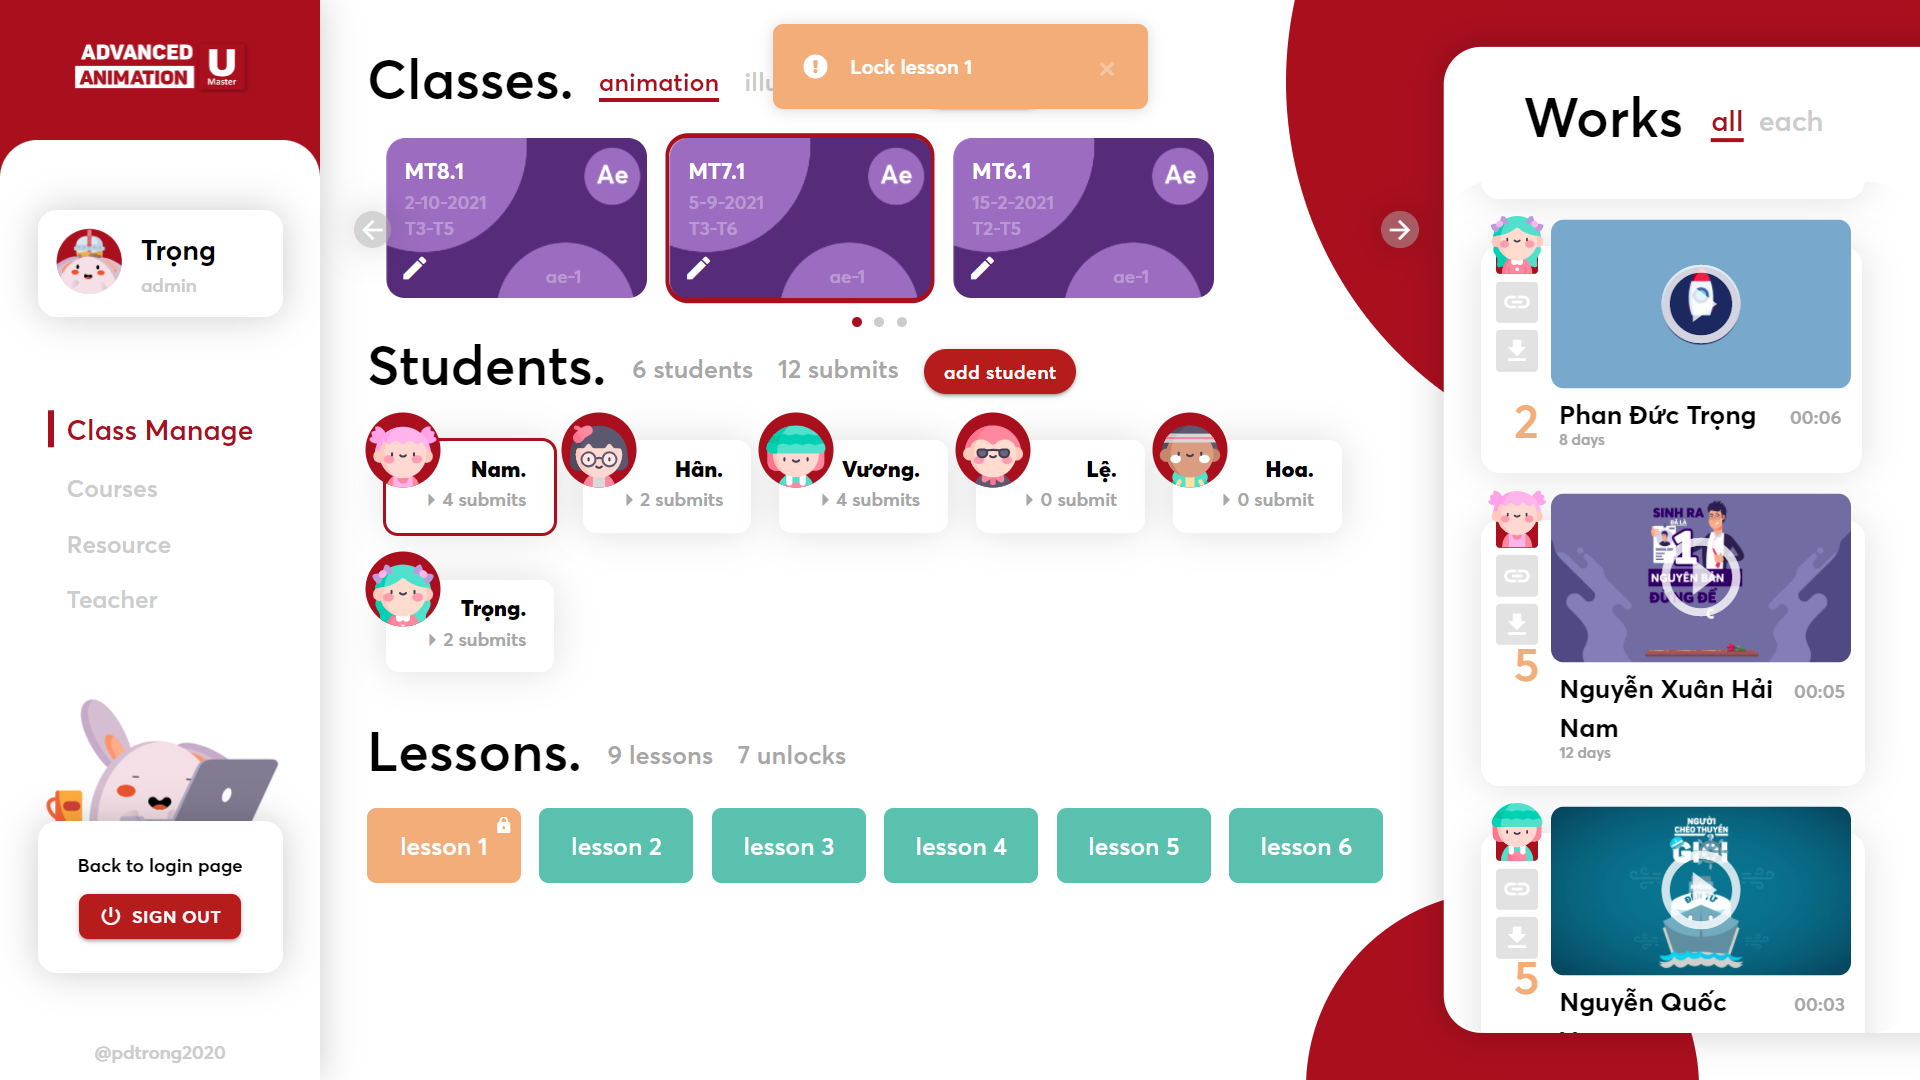 ADVANCED
ANIMATION
U
Master
Trọng
admin
Class Manage
Courses
Resource
Teacher
Back to login page
SIGN OUT
@pdtrong2020
Classes.
animation
Lock lesson 1
MT8.1
2-10-2021
T3-T5
Ae
ae-1
MT7.1
5-9-2021
T3-T6
Ae
ae-1
MT6.1
15-2-2021
T2-T5
Ae
ae-1
Students.
6 students
12 submits
add student
Nam.
4 submits
Hân.
2 submits
Vương.
4 submits
Lệ.
0 submit
Hoa.
0 submit
Trọng.
2 submits
Lessons.
9 lessons
7 unlocks
lesson 1
lesson 2
lesson 3
lesson 4
lesson 5
lesson 6
Works
all
each
2
Phan Đức Trọng
00:06
8 days
SINH RA
ĐÃ LÀ
1
NGUYÊN BẢN
ĐỪNG ĐỂ
5
Nguyễn Xuân Hải
Nam
00:05
12 days
NGƯỜI
CHÈO THUYỀN
5
Nguyễn Quốc
00:03